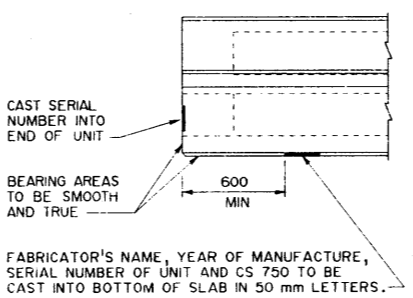 CAST SERIAL
NUMBER INTO
END OF UNIT
BEARING AREAS
TO BE SMOOTH
AND TRUE
600
MIN
FABRICATOR'S NAME, YEAR OF MANUFACTURE,
SERIAL NUMBER OF UNIT AND CS 750 TO BE
CAST INTO BOTTOM OF SLAB IN 50 mm LETTERS.